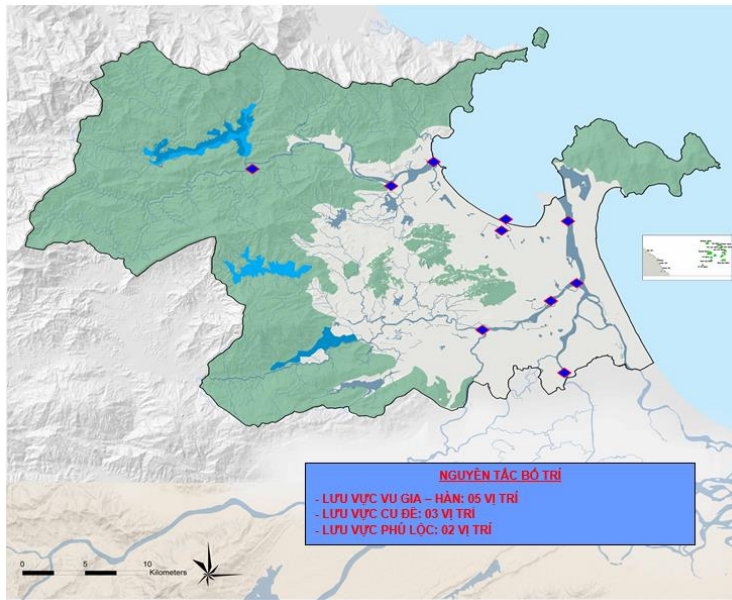 NGUYÊN TẮC BỐ TRÍ
- LƯU VỰC VU GIA – HÀN: 05 VỊ TRÍ
- LƯU VỰC CU ĐÊ: 03 VỊ TRÍ
- LƯU VỰC PHÚ LỘC: 02 VỊ TRÍ
0 5 10
Kilometers